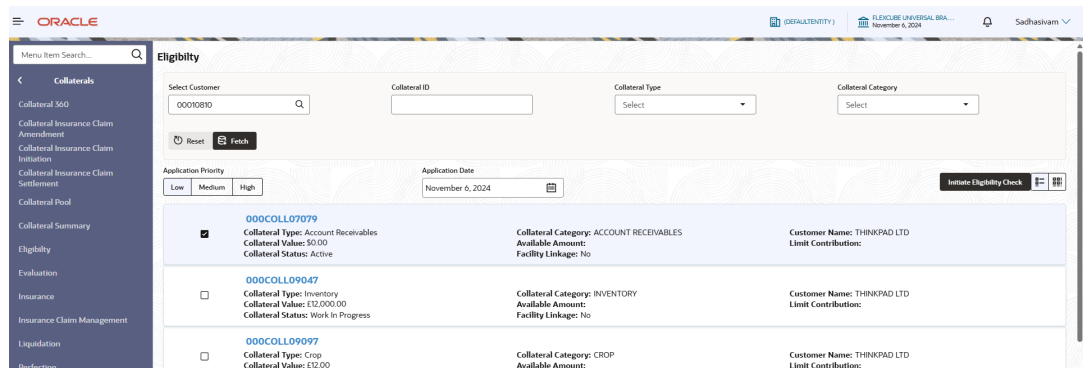 ORACLE
(DEFAULTENTITY )
FLEXCUBE UNIVERSAL BRA...
November 6, 2024
Sadhasivam
Menu Item Search...
Collaterals
Collateral 360
Collateral Insurance Claim
Amendment
Collateral Insurance Claim
Initiation
Collateral Insurance Claim
Settlement
Collateral Pool
Collateral Summary
Eligibilty
Evaluation
Insurance
Insurance Claim Management
Liquidation
Perfection
Eligibilty
Select Customer
Collateral ID
Collateral Type
Collateral Category
00010810
Select
Select
Reset
Fetch
Application Priority
Application Date
Low Medium High
November 6, 2024
Initiate Eligibility Check
000COLL07079
Collateral Type: Account Receivables
Collateral Value: $0.00
Collateral Status: Active
Collateral Category: ACCOUNT RECEIVABLES
Available Amount:
Facility Linkage: No
Customer Name: THINKPAD LTD
Limit Contribution:
000COLL09047
Collateral Type: Inventory
Collateral Value: £12,000.00
Collateral Status: Work In Progress
Collateral Category: INVENTORY
Available Amount:
Facility Linkage: No
Customer Name: THINKPAD LTD
Limit Contribution:
000COLL09097
Collateral Type: Crop
Collateral Value: £12.00
Collateral Category: CROP
Available Amount:
Customer Name: THINKPAD LTD
Limit Contribution: